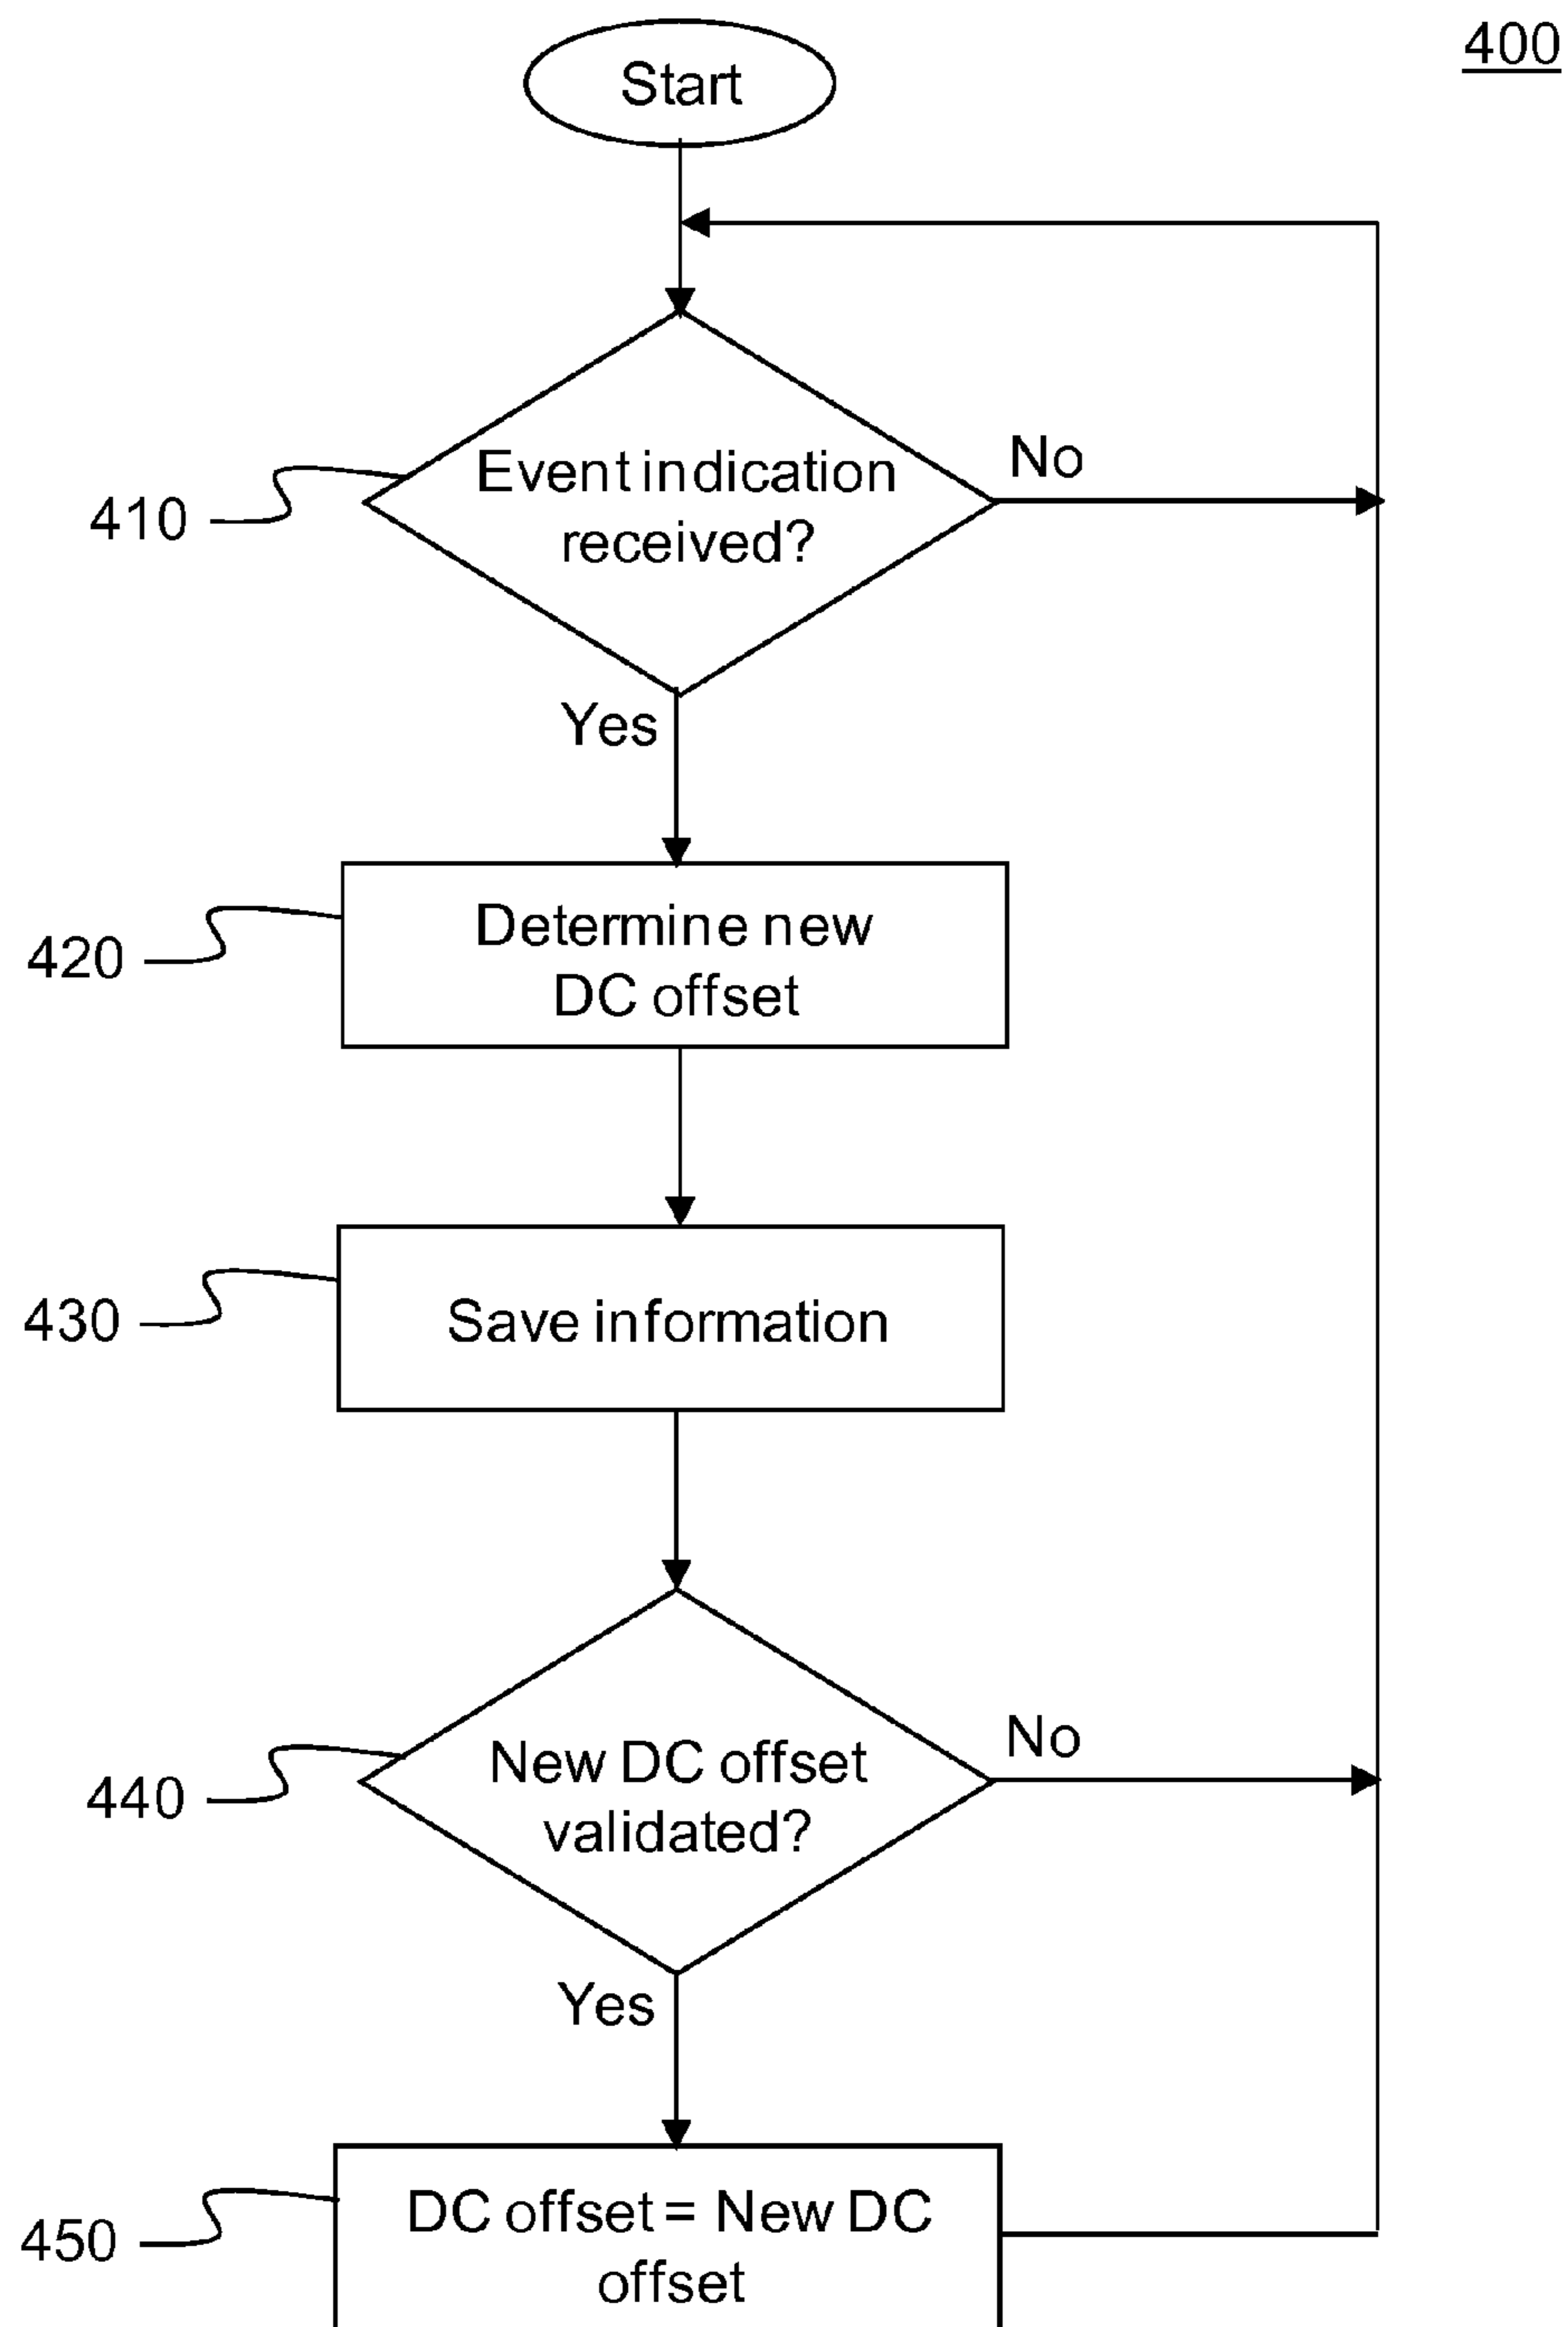 400
Start
Event indication
received?
No
410
Yes
Determine new
DC offset
420
Save information
430
New DC offset
validated?
No
440
Yes
DC offset = New DC
offset
450